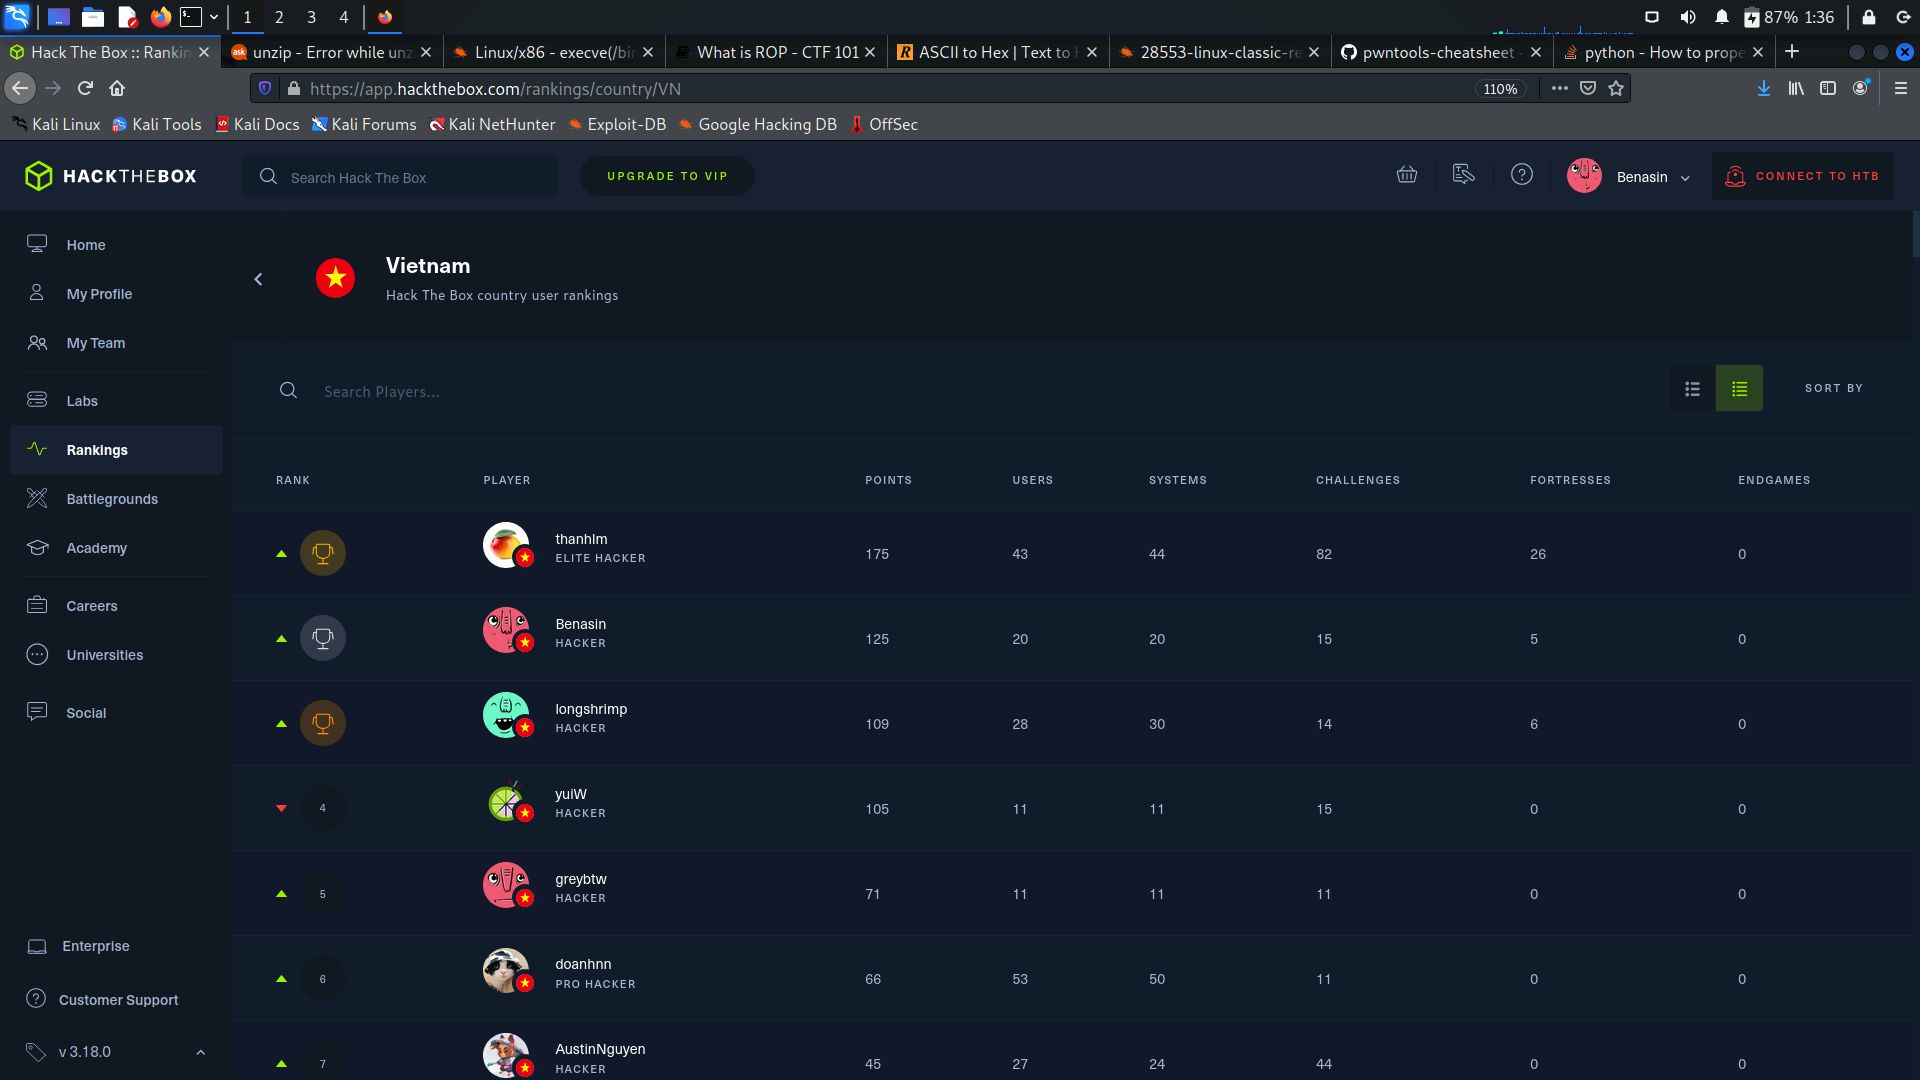 1 2 3 4 87% 1:36
Hack The Box :: Rankin unzip - Error while unz Linux/x86 - execve(/bin What is ROP - CTF 101 ASCII to Hex | Text to H 28553-linux-classic-re pwntools-cheatsheet python - How to prope
https://app.hackthebox.com/rankings/country/VN 110%
Kali Linux Kali Tools Kali Docs Kali Forums Kali NetHunter Exploit-DB Google Hacking DB OffSec
HACKTHEBOX Search Hack The Box UPGRADE TO VIP Benasin CONNECT TO HTB
Home
My Profile
My Team
Labs
Rankings
Battlegrounds
Academy
Careers
Universities
Social
Enterprise
Customer Support
v 3.18.0
Vietnam
Hack The Box country user rankings
Search Players... SORT BY
RANK PLAYER POINTS USERS SYSTEMS CHALLENGES FORTRESSES ENDGAMES
thanhlm
ELITE HACKER
175 43 44 82 26 0
Benasin
HACKER
125 20 20 15 5 0
longshrimp
HACKER
109 28 30 14 6 0
4
yuiW
HACKER
105 11 11 15 0 0
5
greybtw
HACKER
71 11 11 11 0 0
6
doanhnn
PRO HACKER
66 53 50 11 0 0
7
AustinNguyen
HACKER
45 27 24 44 0 0